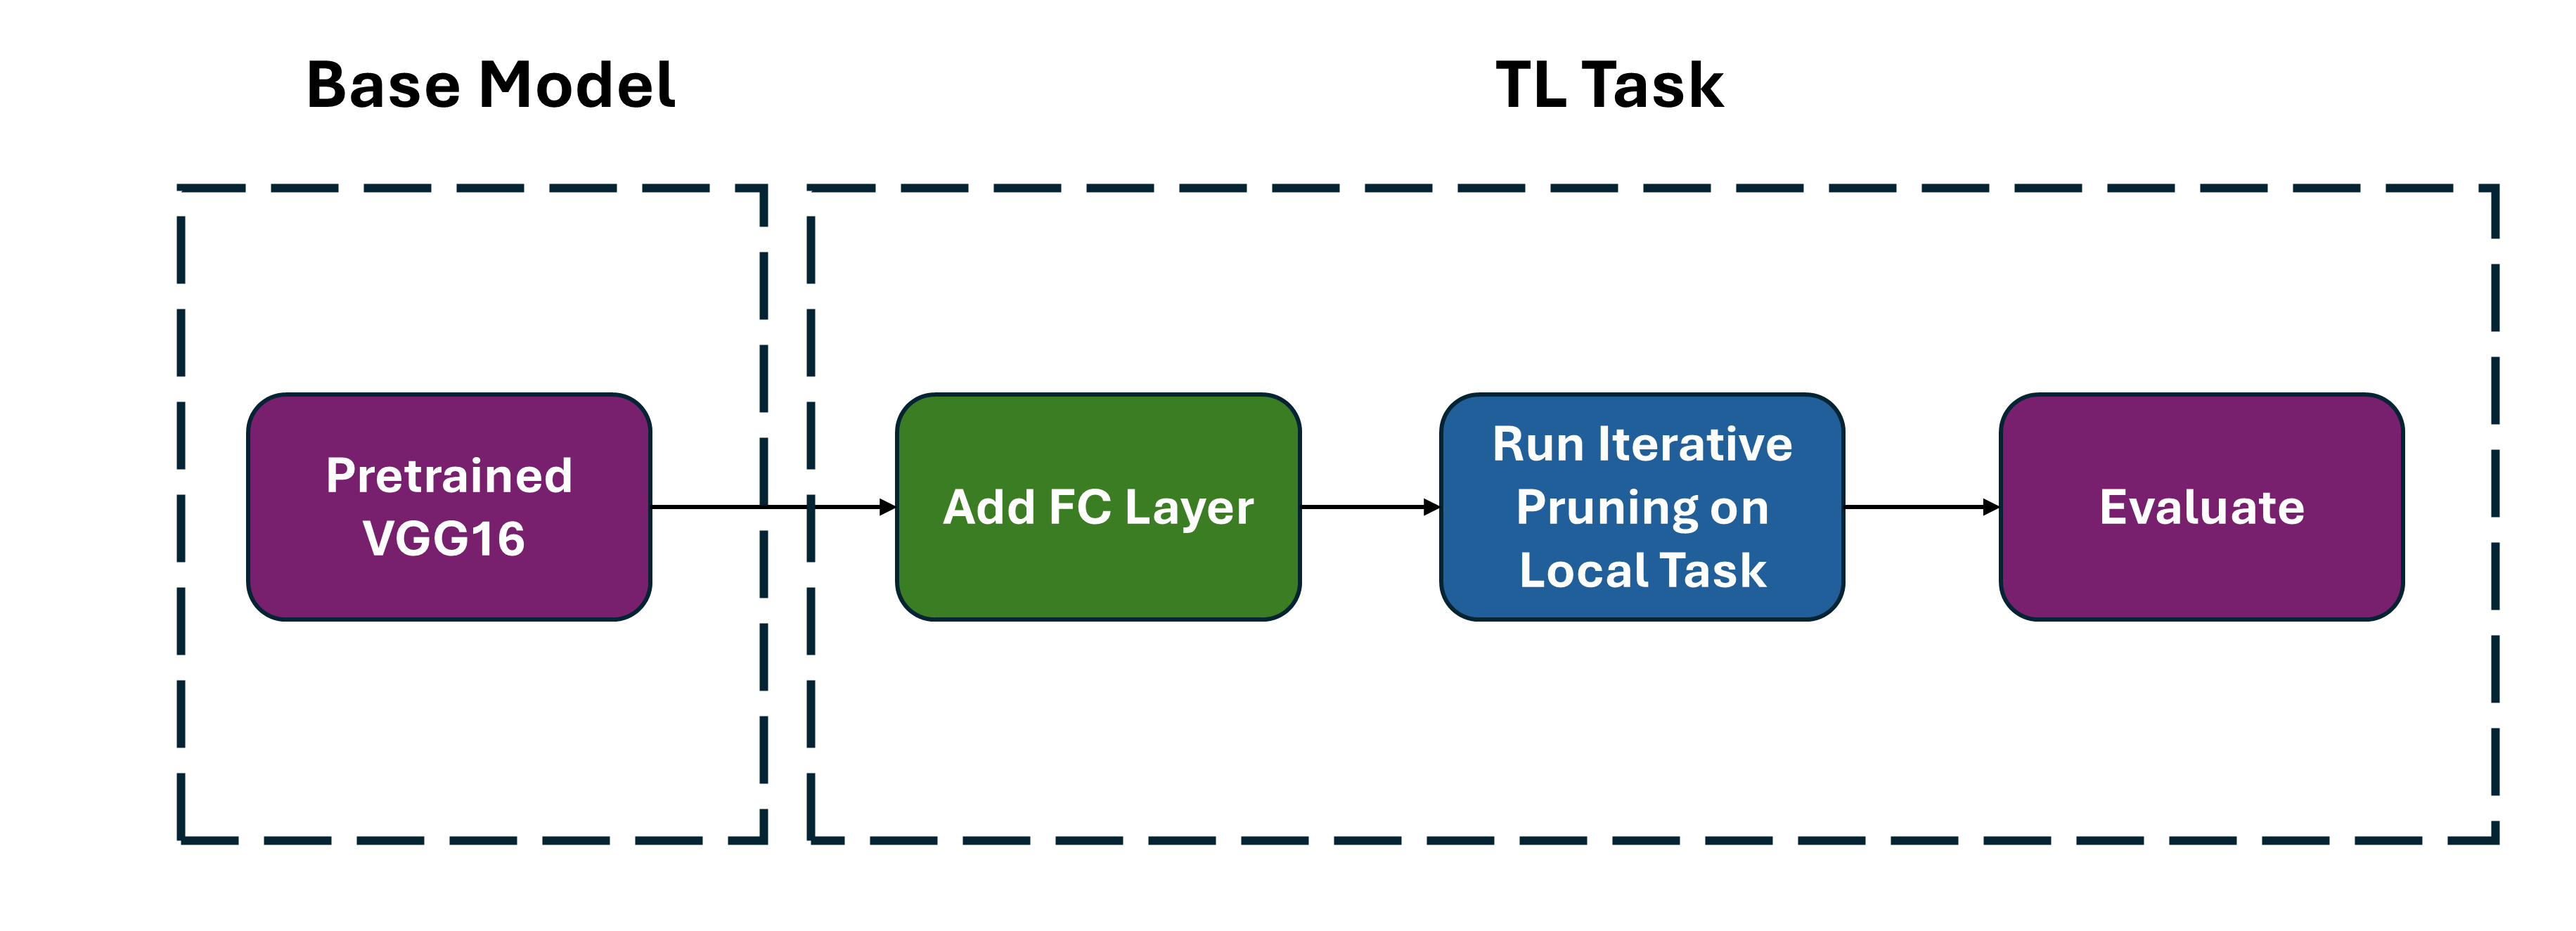 Base Model
TL Task
Pretrained
VGG16
Add FC Layer
Run Iterative
Pruning on
Local Task
Evaluate